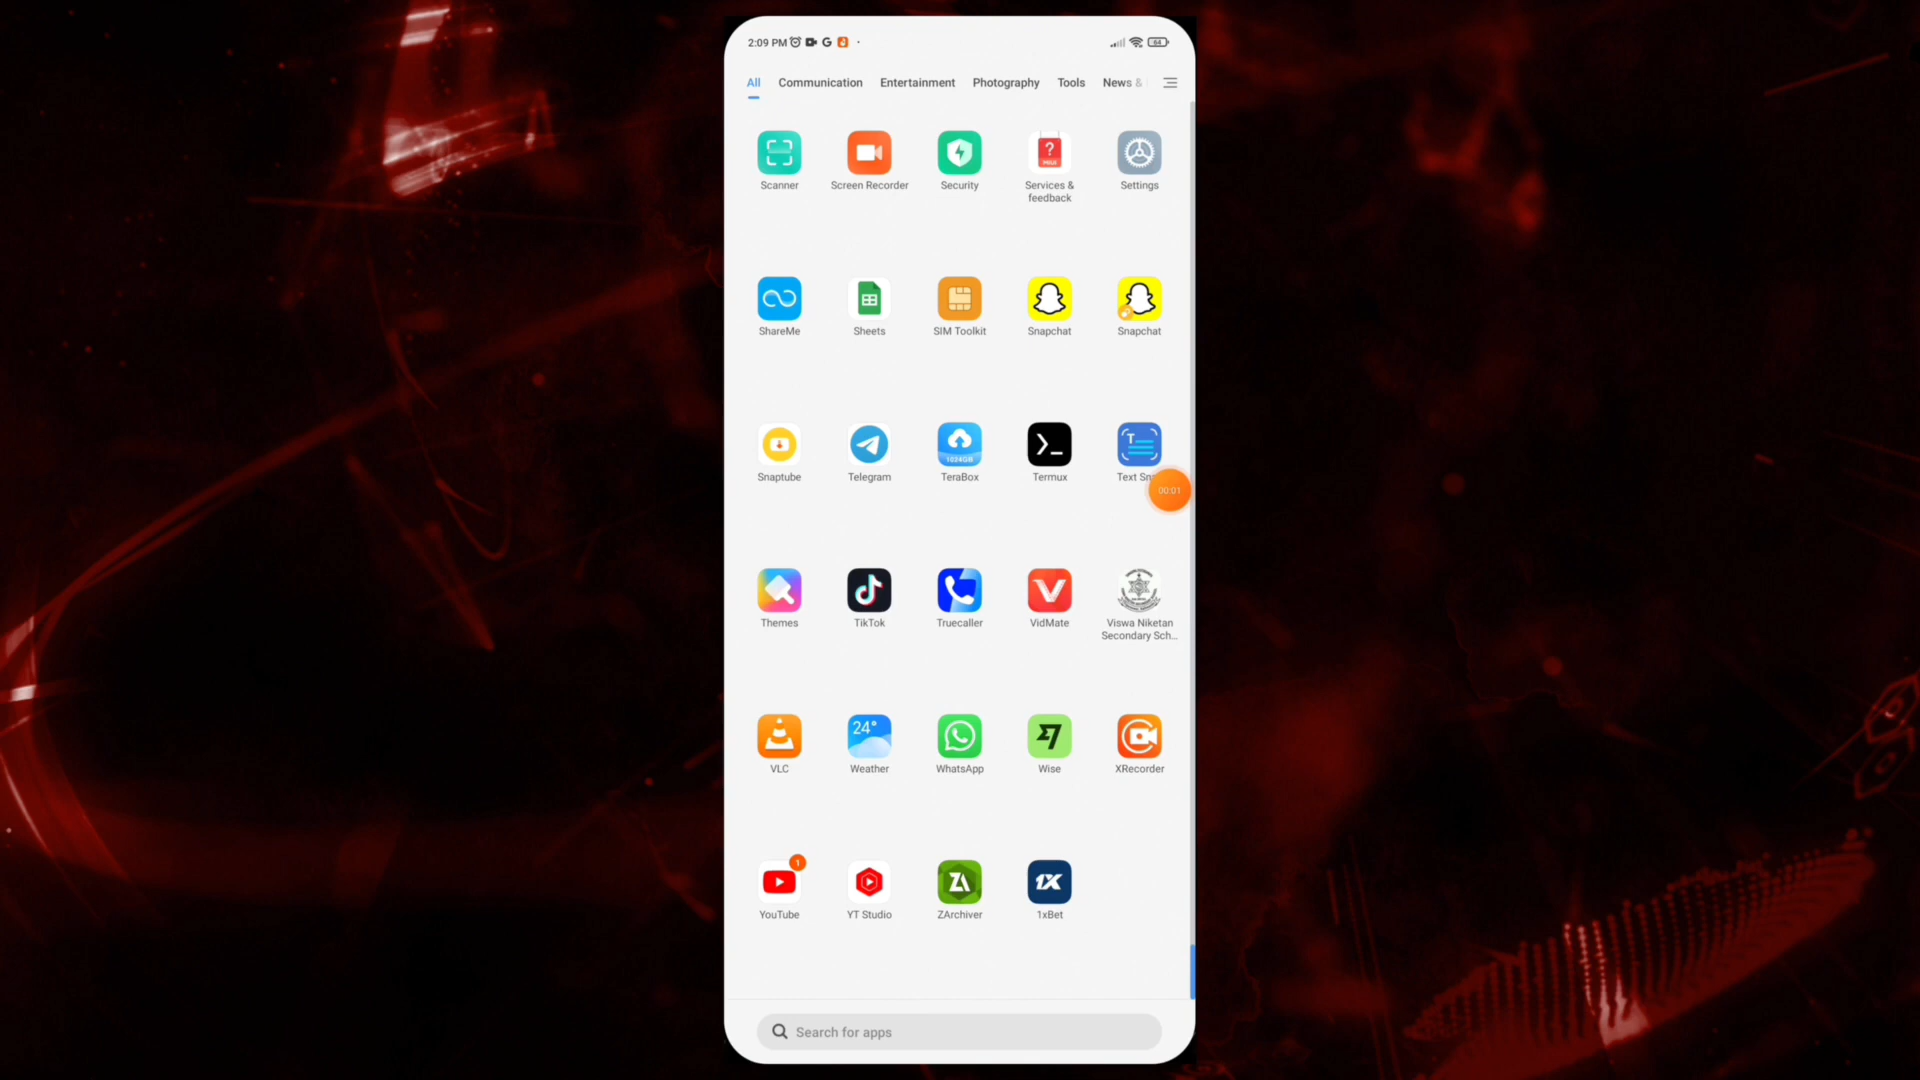 2:09 PM
64
All Communication Entertainment Photography Tools News &
Scanner Screen Recorder Security Services & feedback Settings
ShareMe Sheets SIM Toolkit Snapchat Snapchat
1024GB
Snaptube Telegram TeraBox Termux Text
00:01
Themes TikTok Truecaller VidMate Viswa Niketan
Secondary Sch...
24°
VLC Weather WhatsApp Wise XRecorder
1
YouTube YT Studio ZArchiver 1xBet
Search for apps